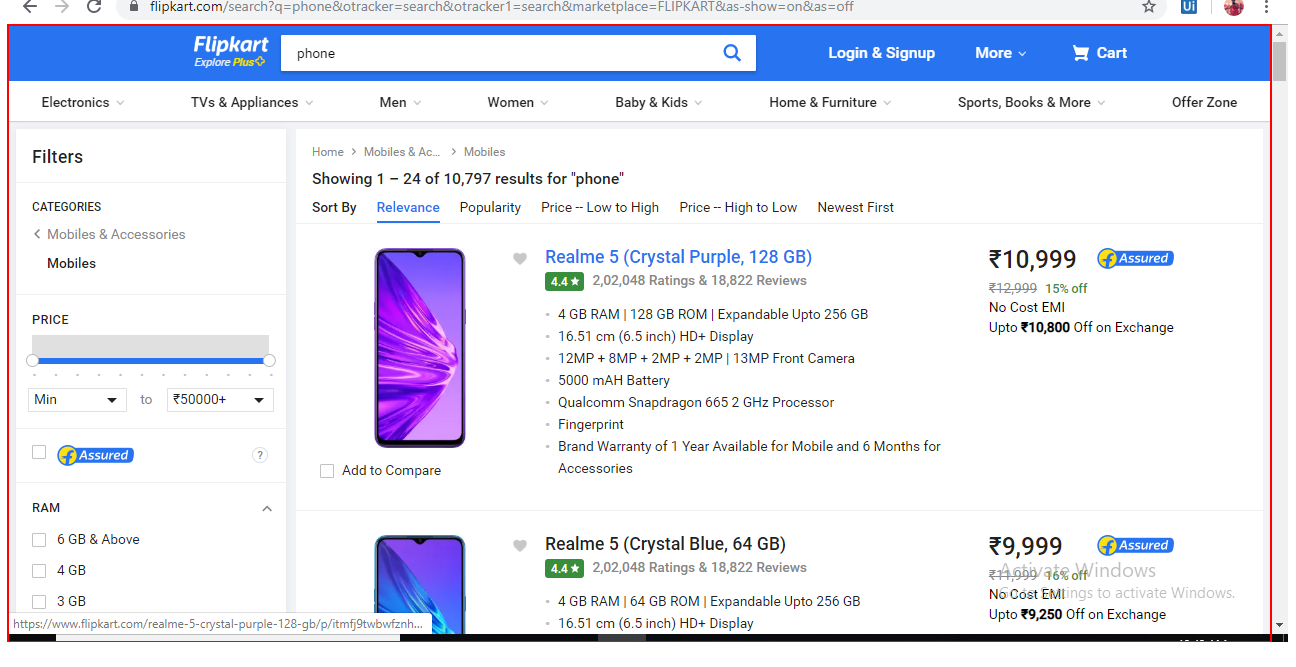 flipkart.com/search?q=phone&otracker=search&otracker1=search&marketplace=FLIPKART&as-show=on&as=off
Ui
Flipkart
Explore Plus
phone
Login & Signup
More
Cart
Electronics
TVs & Appliances
Men
Women
Baby & Kids
Home & Furniture
Sports, Books & More
Offer Zone
Filters
CATEGORIES
Mobiles & Accessories
Mobiles
PRICE
Min to ₹50000+
f Assured ?
RAM
6 GB & Above
4 GB
3 GB
Home > Mobiles & Ac... > Mobiles
Showing 1 – 24 of 10,797 results for "phone"
Sort By Relevance Popularity Price -- Low to High Price -- High to Low Newest First
Realme 5 (Crystal Purple, 128 GB)
4.4★ 2,02,048 Ratings & 18,822 Reviews
• 4 GB RAM | 128 GB ROM | Expandable Upto 256 GB
• 16.51 cm (6.5 inch) HD+ Display
• 12MP + 8MP + 2MP + 2MP | 13MP Front Camera
• 5000 mAH Battery
• Qualcomm Snapdragon 665 2 GHz Processor
• Fingerprint
• Brand Warranty of 1 Year Available for Mobile and 6 Months for
Accessories
Add to Compare
₹10,999 f Assured
₹12,999 15% off
No Cost EMI
Upto ₹10,800 Off on Exchange
Realme 5 (Crystal Blue, 64 GB)
4.4★ 2,02,048 Ratings & 18,822 Reviews
• 4 GB RAM | 64 GB ROM | Expandable Upto 256 GB
• 16.51 cm (6.5 inch) HD+ Display
₹9,999 f Assured
₹11,999 16% off
No Cost EMI
Upto ₹9,250 Off on Exchange
Activate Windows
Go to Settings to activate Windows.
https://www.flipkart.com/realme-5-crystal-purple-128-gb/p/itmfj9twbwfznh...